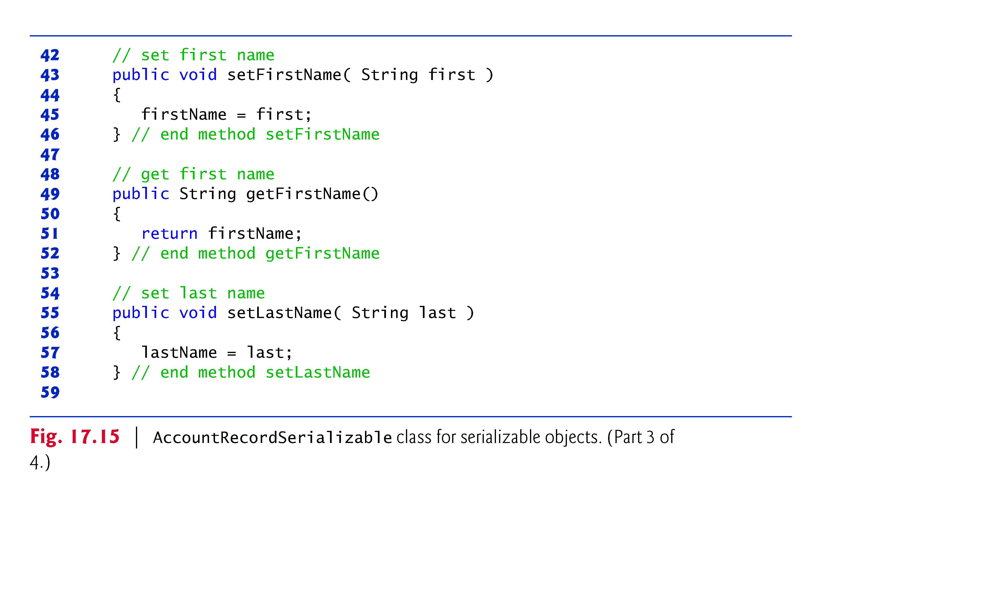 42 // set first name
43 public void setFirstName( String first )
44 {
45 firstName = first;
46 } // end method setFirstName
47
48 // get first name
49 public String getFirstName()
50 {
51 return firstName;
52 } // end method getFirstName
53
54 // set last name
55 public void setLastName( String last )
56 {
57 lastName = last;
58 } // end method setLastName
59
Fig. 17.15 | AccountRecordSerializable class for serializable objects. (Part 3 of
4.)